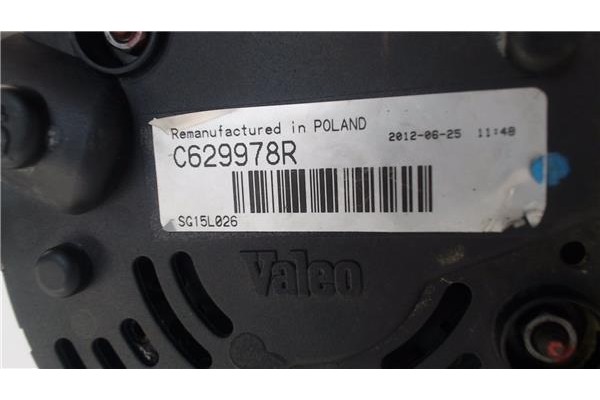 Remanufactured in POLAND
2012-06-25 11:48
C629978R
SG15L026
Valeo